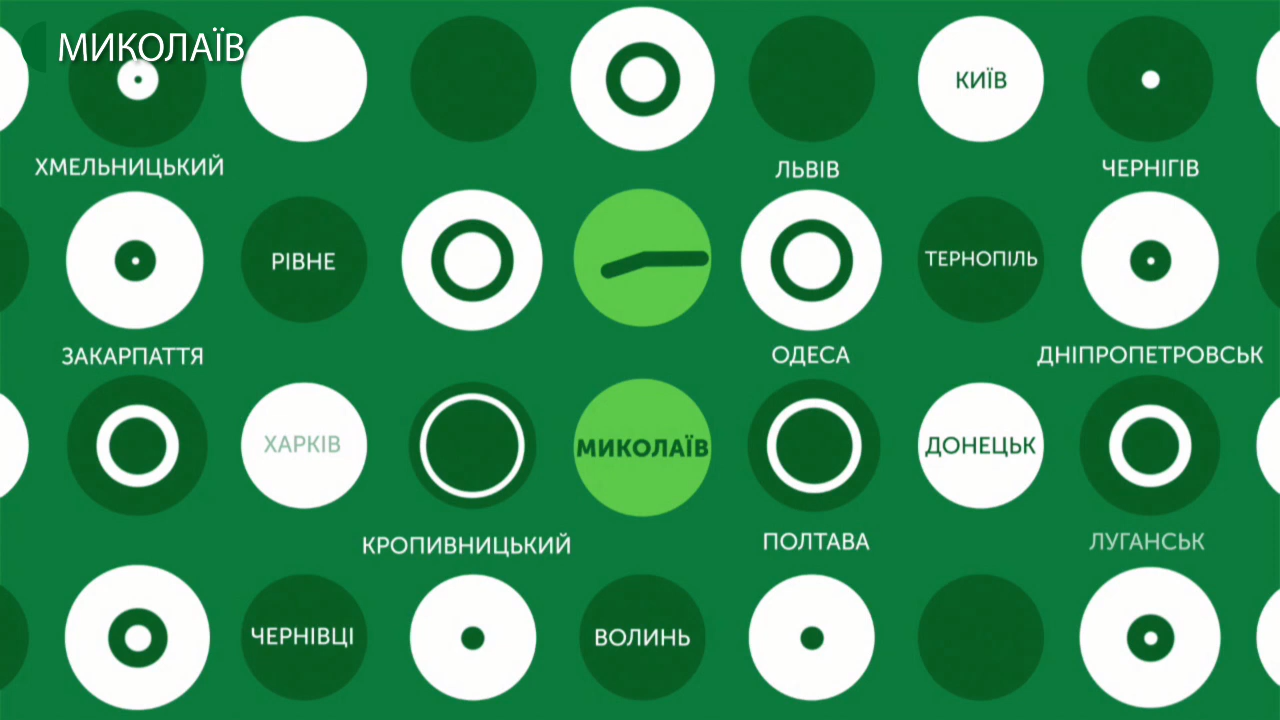 МИКОЛАЇВ
КИЇВ
ХМЕЛЬНИЦЬКИЙ
ЛЬВІВ
ЧЕРНІГІВ
РІВНЕ
ТЕРНОПІЛЬ
ЗАКАРПАТТЯ
ОДЕСА
ДНІПРОПЕТРОВСЬК
ХАРКІВ
МИКОЛАЇВ
ДОНЕЦЬК
КРОПИВНИЦЬКИЙ
ПОЛТАВА
ЛУГАНСЬК
ЧЕРНІВЦІ
ВОЛИНЬ